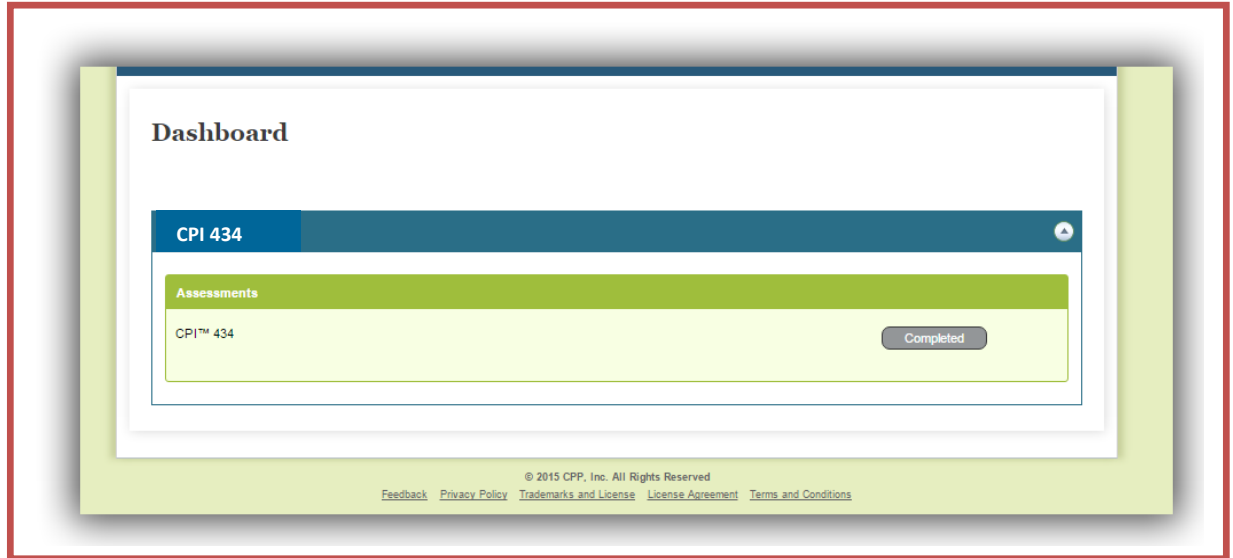 Dashboard
CPI 434
Assessments
CPI™ 434
Completed
© 2015 CPP, Inc. All Rights Reserved
Feedback Privacy Policy Trademarks and License License Agreement Terms and Conditions